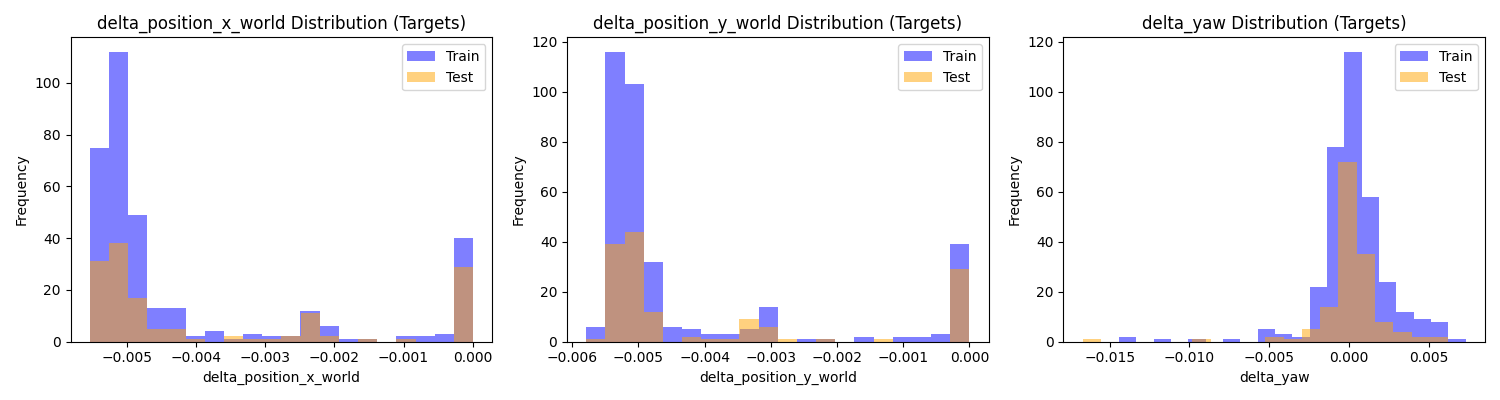 delta_position_x_world Distribution (Targets)
Train
Test
100
80
60
40
20
0
Frequency
−0.005
−0.004
−0.003
−0.002
−0.001
0.000
delta_position_x_world
delta_position_y_world Distribution (Targets)
Train
Test
120
100
80
60
40
20
0
Frequency
−0.006
−0.005
−0.004
−0.003
−0.002
−0.001
0.000
delta_position_y_world
delta_yaw Distribution (Targets)
Train
Test
120
100
80
60
40
20
0
Frequency
−0.015
−0.010
−0.005
0.000
0.005
delta_yaw